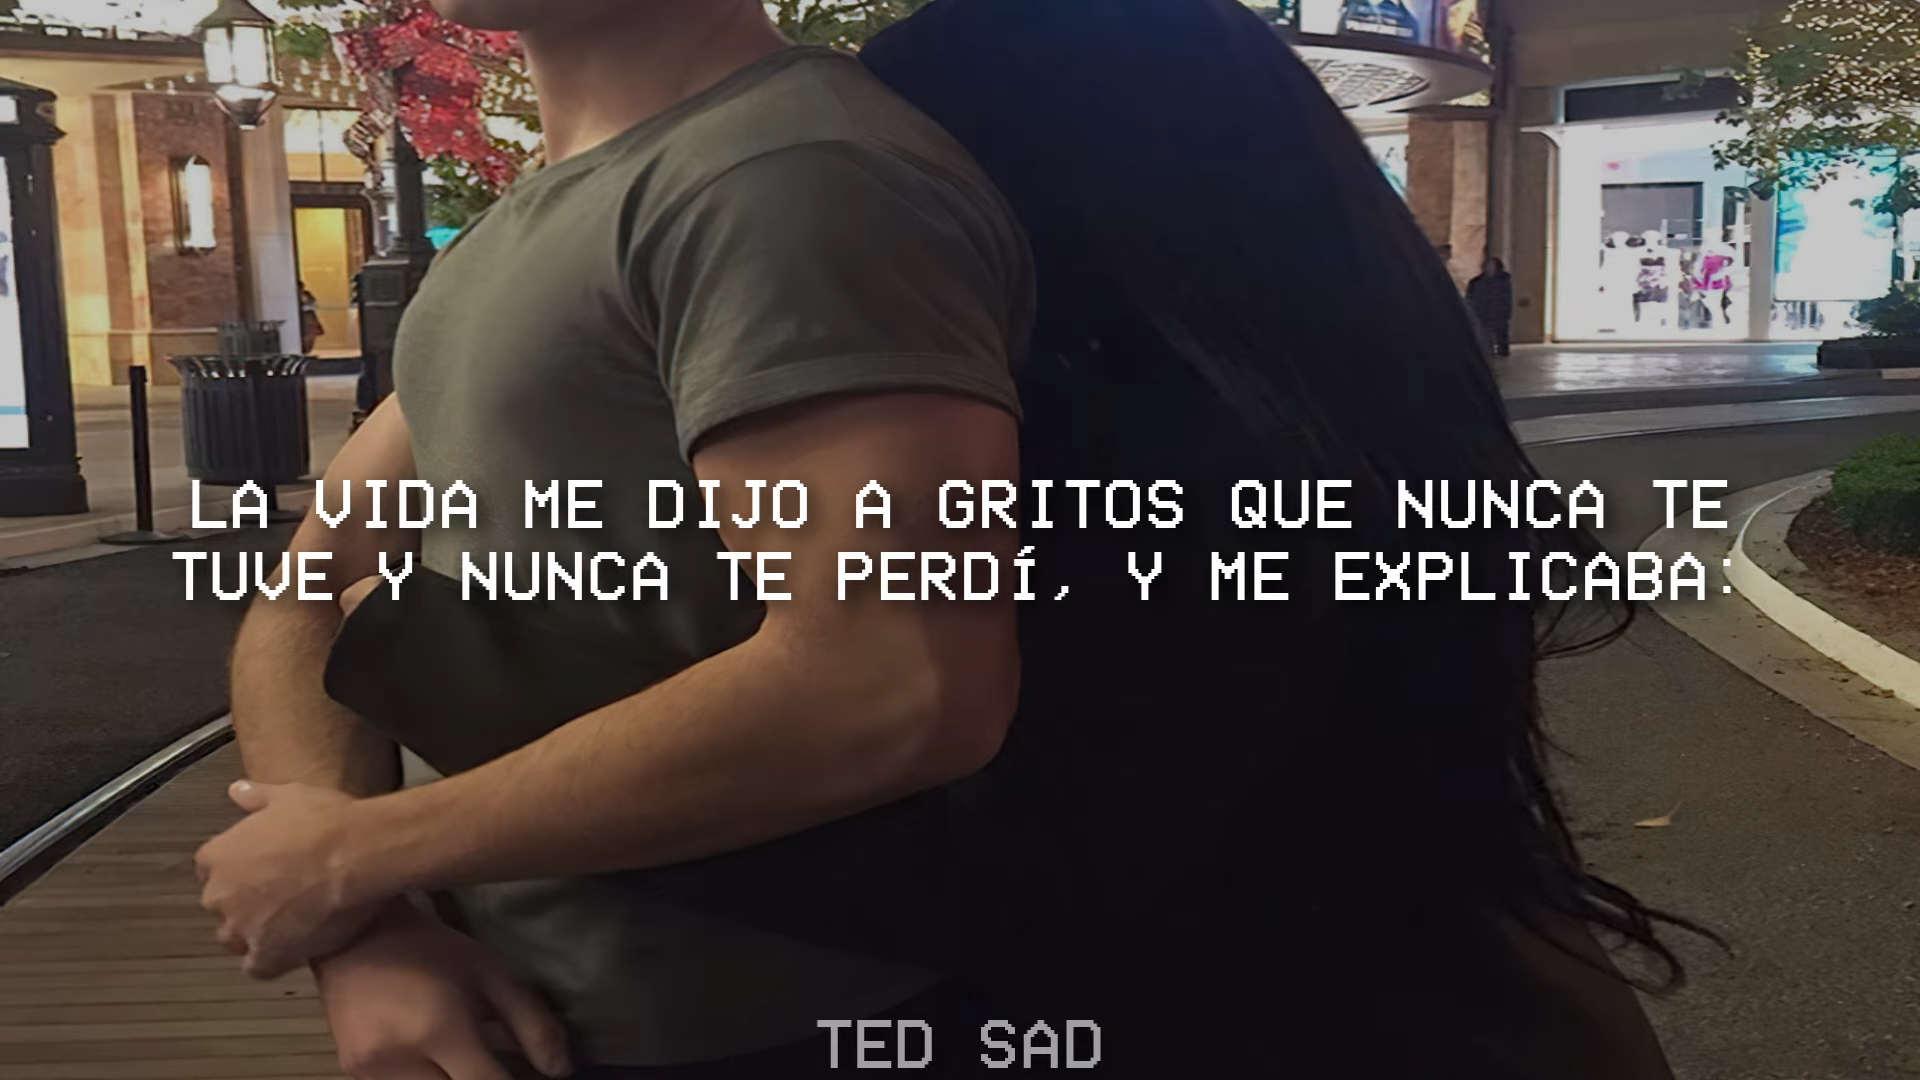 LA VIDA ME DIJO A GRITOS QUE NUNCA TE
TUVE Y NUNCA TE PERDÍ, Y ME EXPLICABA:
TED SAD